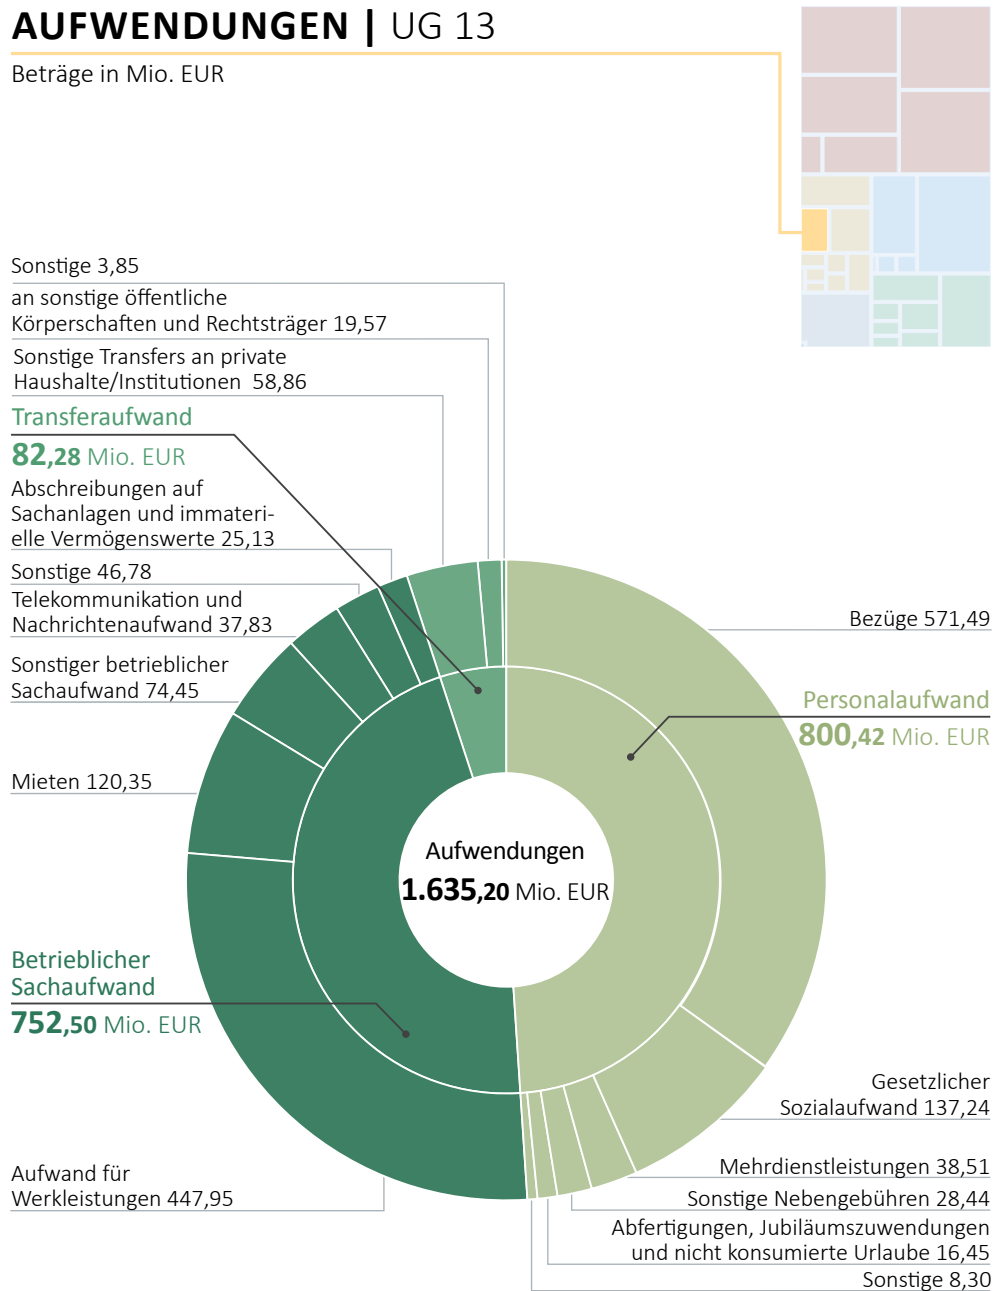 AUFWENDUNGEN | UG 13
Beträge in Mio. EUR
Sonstige 3,85
an sonstige öffentliche
Körperschaften und Rechtsträger 19,57
Sonstige Transfers an private
Haushalte/Institutionen 58,86
Transferaufwand
82,28 Mio. EUR
Abschreibungen auf
Sachanlagen und immateri-
elle Vermögenswerte 25,13
Sonstige 46,78
Telekommunikation und
Nachrichtenaufwand 37,83
Sonstiger betrieblicher
Sachaufwand 74,45
Mieten 120,35
Betrieblicher
Sachaufwand
752,50 Mio. EUR
Aufwand für
Werkleistungen 447,95
Aufwendungen
1.635,20 Mio. EUR
Bezüge 571,49
Personalaufwand
800,42 Mio. EUR
Gesetzlicher
Sozialaufwand 137,24
Mehrdienstleistungen 38,51
Sonstige Nebengebühren 28,44
Abfertigungen, Jubiläumszuwendungen
und nicht konsumierte Urlaube 16,45
Sonstige 8,30